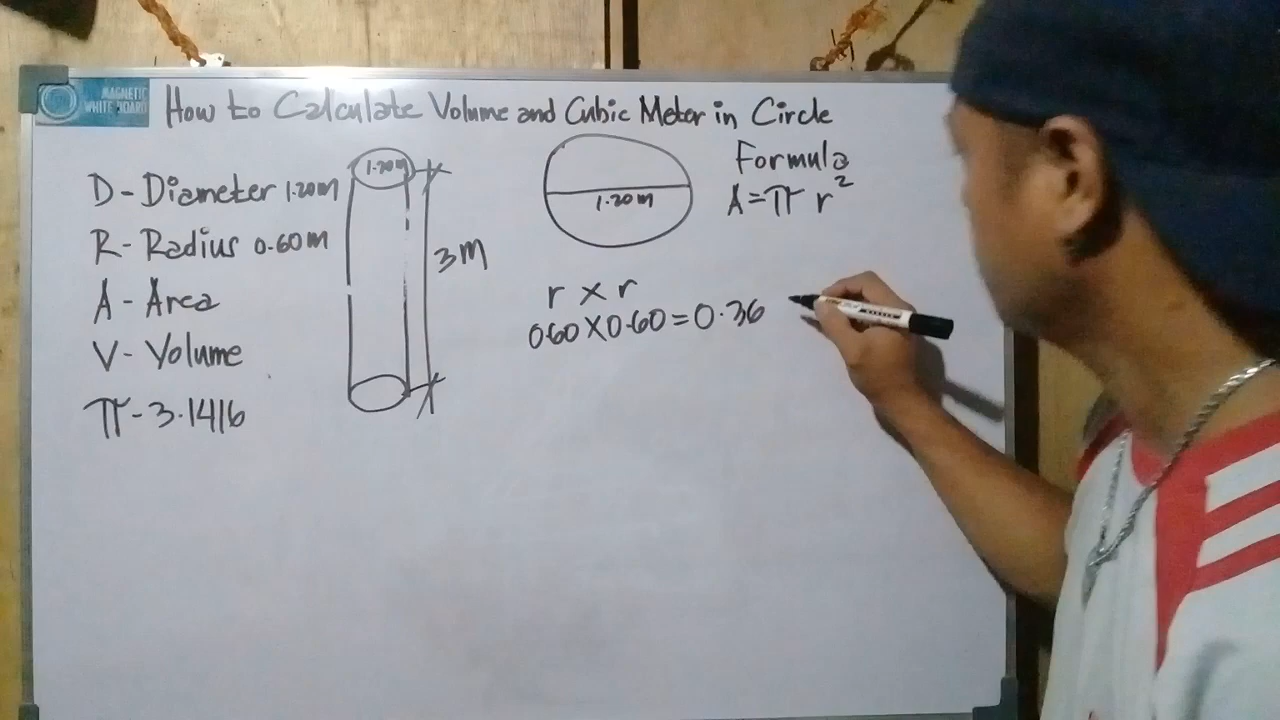 MAGNETIC
WHITE BOARD
How to Calculate Volume and Cubic Meter in Circle
D - Diameter 1.20m
R - Radius 0.60m
A - Area
V - Volume
π - 3.1416
1.20m
3m
1.20m
Formula
A = π r²
r x r
0.60 x 0.60 = 0.36